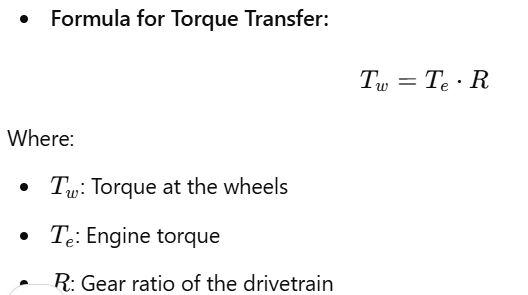 • Formula for Torque Transfer:
T_w = T_e · R
Where:
• T_w: Torque at the wheels
• T_e: Engine torque
• R: Gear ratio of the drivetrain